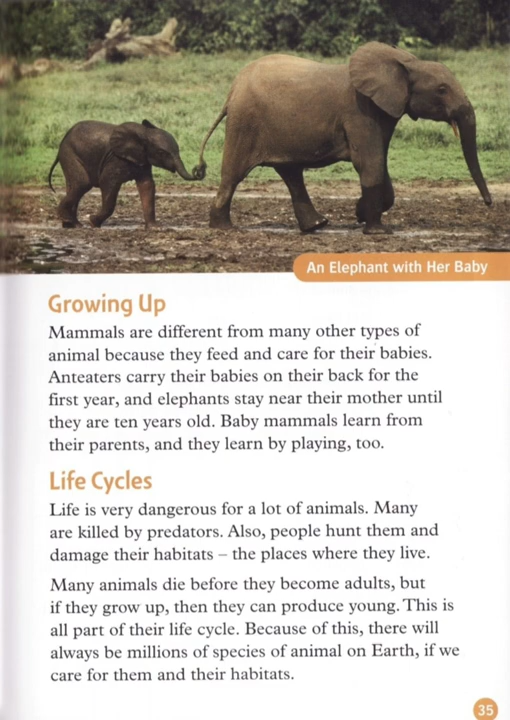 An Elephant with Her Baby
Growing Up
Mammals are different from many other types of
animal because they feed and care for their babies.
Anteaters carry their babies on their back for the
first year, and elephants stay near their mother until
they are ten years old. Baby mammals learn from
their parents, and they learn by playing, too.
Life Cycles
Life is very dangerous for a lot of animals. Many
are killed by predators. Also, people hunt them and
damage their habitats – the places where they live.
Many animals die before they become adults, but
if they grow up, then they can produce young. This is
all part of their life cycle. Because of this, there will
always be millions of species of animal on Earth, if we
care for them and their habitats.
35